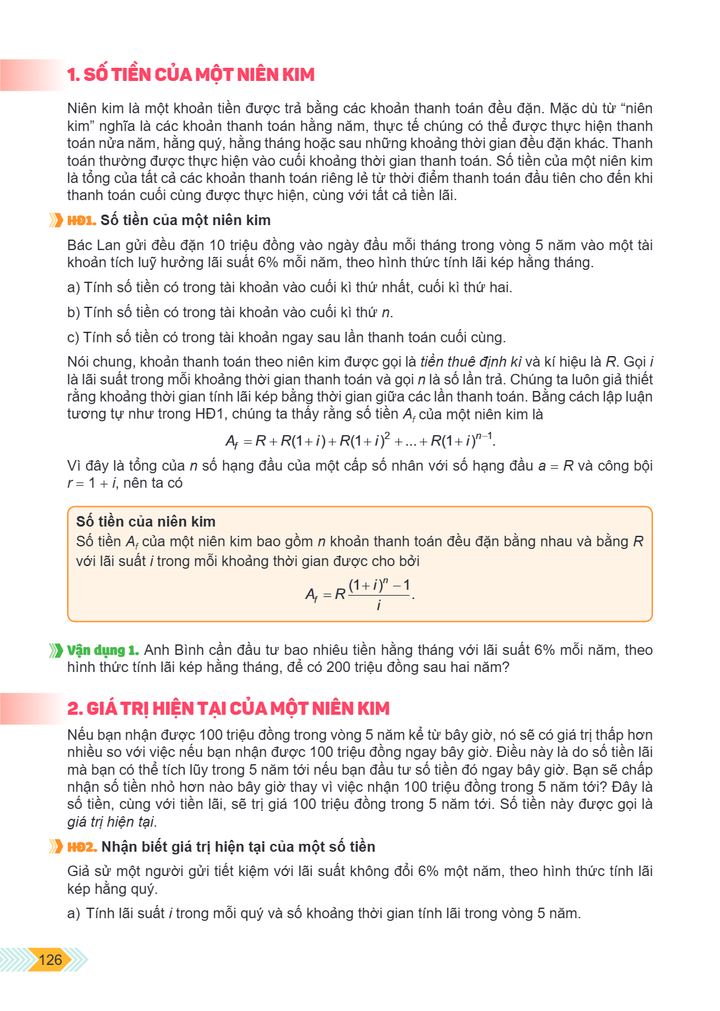 1. SỐ TIỀN CỦA MỘT NIÊN KIM
Niên kim là một khoản tiền được trả bằng các khoản thanh toán đều đặn. Mặc dù từ “niên
kim” nghĩa là các khoản thanh toán hằng năm, thực tế chúng có thể được thực hiện thanh
toán nửa năm, hằng quý, hằng tháng hoặc sau những khoảng thời gian đều đặn khác. Thanh
toán thường được thực hiện vào cuối khoảng thời gian thanh toán. Số tiền của một niên kim
là tổng của tất cả các khoản thanh toán riêng lẻ từ thời điểm thanh toán đầu tiên cho đến khi
thanh toán cuối cùng được thực hiện, cùng với tất cả tiền lãi.
HĐ1. Số tiền của một niên kim
Bác Lan gửi đều đặn 10 triệu đồng vào ngày đầu mỗi tháng trong vòng 5 năm vào một tài
khoản tích luỹ hưởng lãi suất 6% mỗi năm, theo hình thức tính lãi kép hằng tháng.
a) Tính số tiền có trong tài khoản vào cuối kì thứ nhất, cuối kì thứ hai.
b) Tính số tiền có trong tài khoản vào cuối kì thứ n.
c) Tính số tiền có trong tài khoản ngay sau lần thanh toán cuối cùng.
Nói chung, khoản thanh toán theo niên kim được gọi là tiền thuê định kì và kí hiệu là R. Gọi i
là lãi suất trong mỗi khoảng thời gian thanh toán và gọi n là số lần trả. Chúng ta luôn giả thiết
rằng khoảng thời gian tính lãi kép bằng thời gian giữa các lần thanh toán. Bằng cách lập luận
tương tự như trong HĐ1, chúng ta thấy rằng số tiền A_f của một niên kim là
A_f = R + R(1+ i) + R(1+ i)² + ... + R(1+ i)ⁿ⁻¹.
Vì đây là tổng của n số hạng đầu của một cấp số nhân với số hạng đầu a = R và công bội
r = 1 + i, nên ta có
Số tiền của niên kim
Số tiền A_f của một niên kim bao gồm n khoản thanh toán đều đặn bằng nhau và bằng R
với lãi suất i trong mỗi khoảng thời gian được cho bởi
A_f = R ((1+ i)ⁿ − 1)/i.
Vận dụng 1. Anh Bình cần đầu tư bao nhiêu tiền hằng tháng với lãi suất 6% mỗi năm, theo
hình thức tính lãi kép hằng tháng, để có 200 triệu đồng sau hai năm?
2. GIÁ TRỊ HIỆN TẠI CỦA MỘT NIÊN KIM
Nếu bạn nhận được 100 triệu đồng trong vòng 5 năm kể từ bây giờ, nó sẽ có giá trị thấp hơn
nhiều so với việc nếu bạn nhận được 100 triệu đồng ngay bây giờ. Điều này là do số tiền lãi
mà bạn có thể tích lũy trong 5 năm tới nếu bạn đầu tư số tiền đó ngay bây giờ. Bạn sẽ chấp
nhận số tiền nhỏ hơn nào bây giờ thay vì việc nhận 100 triệu đồng trong 5 năm tới? Đây là
số tiền, cùng với tiền lãi, sẽ trị giá 100 triệu đồng trong 5 năm tới. Số tiền này được gọi là
giá trị hiện tại.
HĐ2. Nhận biết giá trị hiện tại của một số tiền
Giả sử một người gửi tiết kiệm với lãi suất không đổi 6% một năm, theo hình thức tính lãi
kép hằng quý.
a) Tính lãi suất i trong mỗi quý và số khoảng thời gian tính lãi trong vòng 5 năm.
126